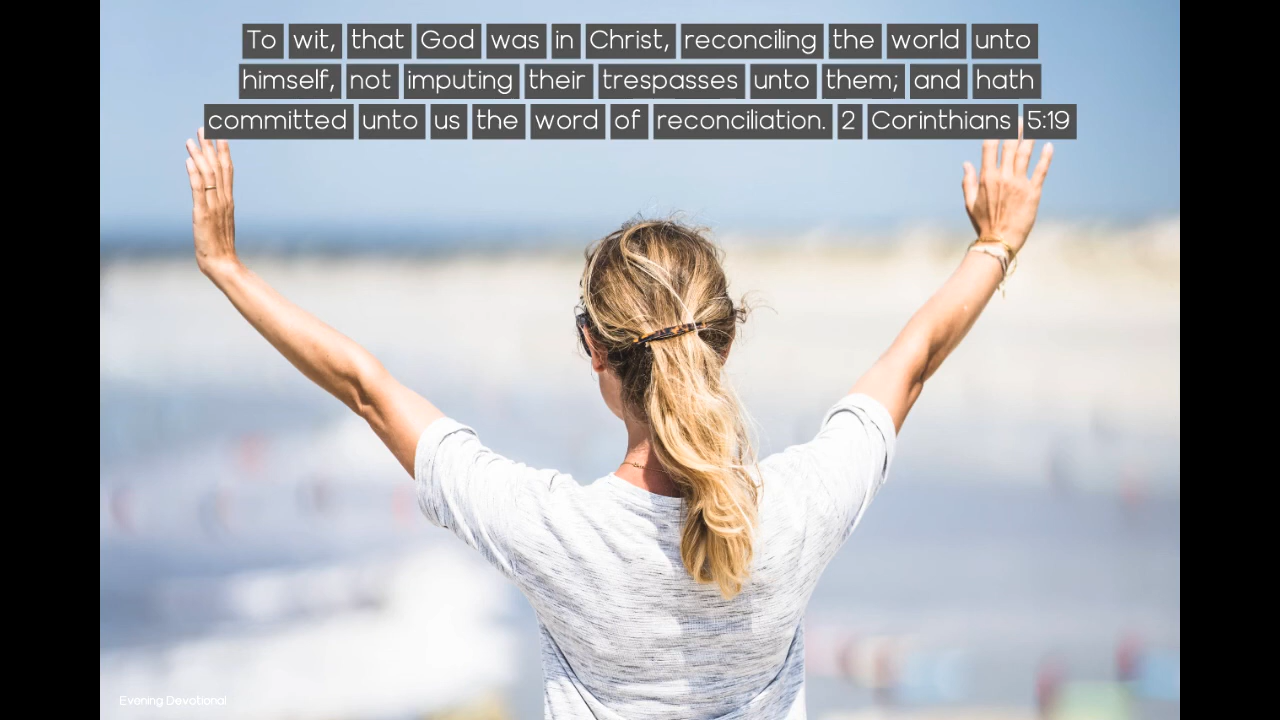 To wit, that God was in Christ, reconciling the world unto
himself, not imputing their trespasses unto them; and hath
committed unto us the word of reconciliation. 2 Corinthians 5:19
Evening Devotional